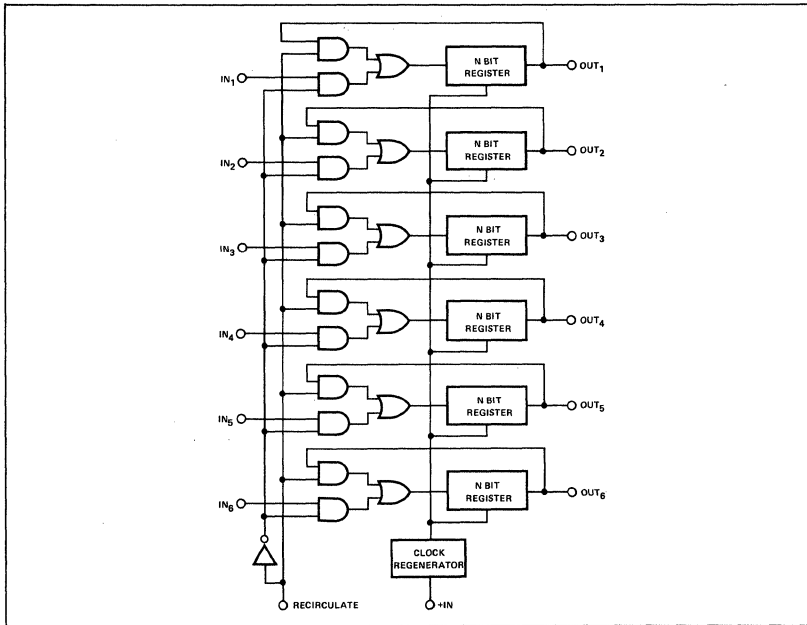 N BIT
REGISTER
IN1
OUT1
N BIT
REGISTER
IN2
OUT2
N BIT
REGISTER
IN3
OUT3
N BIT
REGISTER
IN4
OUT4
N BIT
REGISTER
IN5
OUT5
N BIT
REGISTER
IN6
OUT6
CLOCK
REGENERATOR
RECIRCULATE
+IN